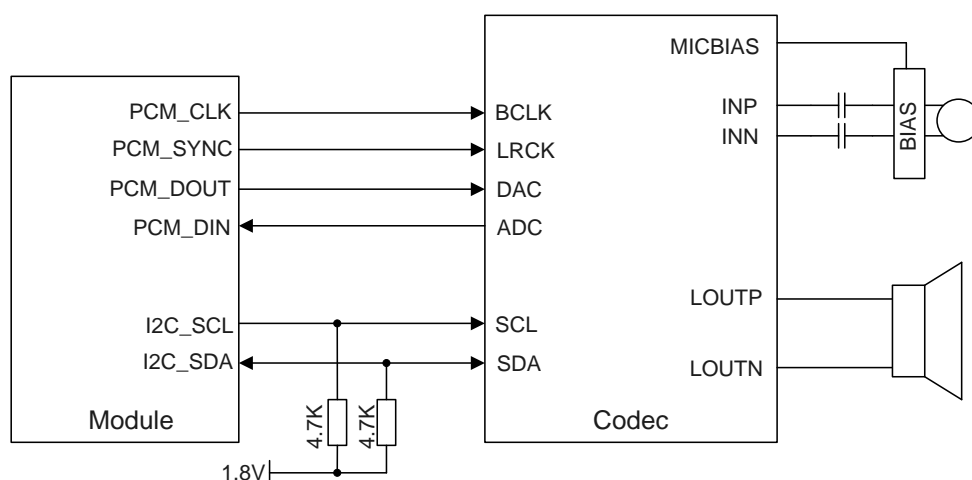 MICBIAS
PCM_CLK
BCLK
INP
BIAS
PCM_SYNC
LRCK
INN
PCM_DOUT
DAC
PCM_DIN
ADC
LOUTP
I2C_SCL
SCL
I2C_SDA
SDA
LOUTN
4.7K
4.7K
Module
Codec
1.8V